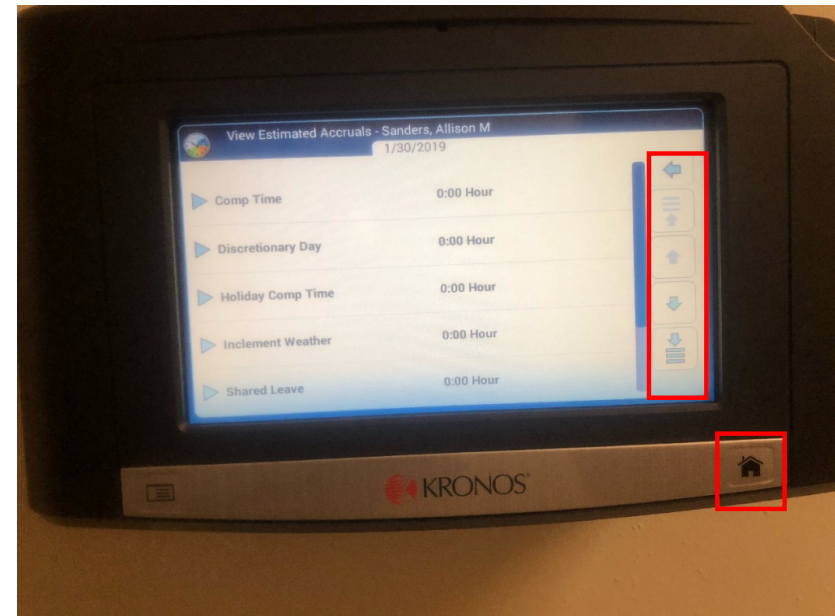 View Estimated Accruals - Sanders, Allison M
1/30/2019
Comp Time 0:00 Hour
Discretionary Day 0:00 Hour
Holiday Comp Time 0:00 Hour
Inclement Weather 0:00 Hour
Shared Leave 0:00 Hour
KRONOS